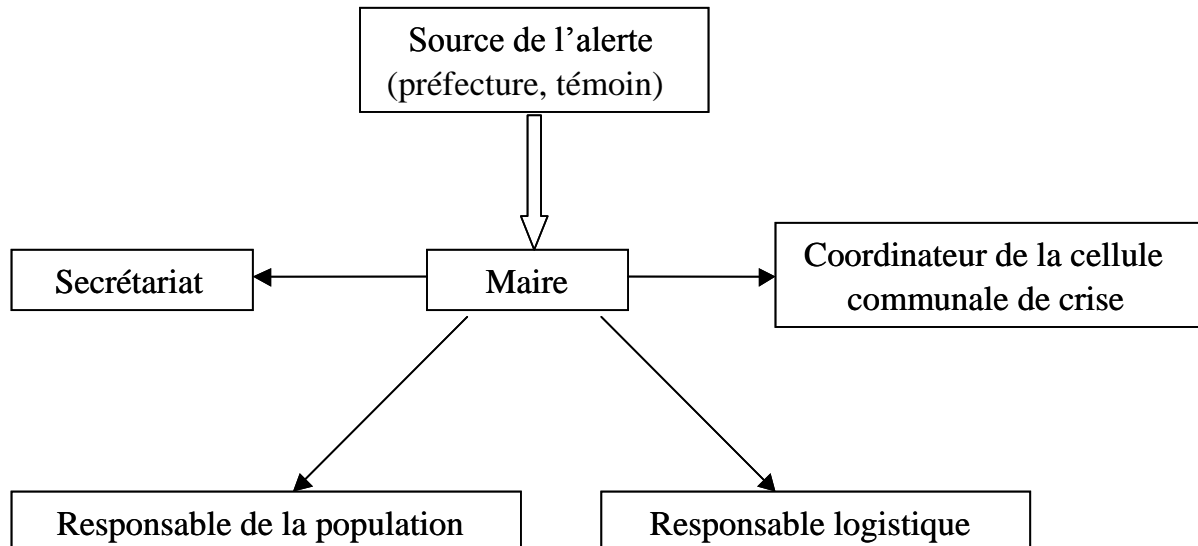 Source de l’alerte
(préfecture, témoin)
Secrétariat
Maire
Coordinateur de la cellule
communale de crise
Responsable de la population
Responsable logistique